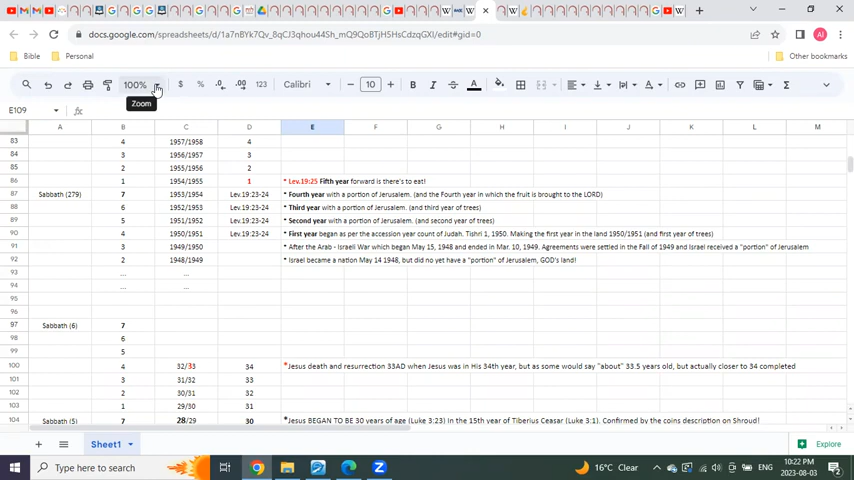 docs.google.com/spreadsheets/d/1a7nBYk7Qv_8qCJ3qhou44Sm_mZQ9QoBTjH5HsCdzQGXI/edit#gid=0
Bible Personal Other bookmarks
100% $ % .0 .00 123 Calibri 10 B I A
Zoom
E109 fx
A B C D E F G H I J K L M
83 4 1957/1958 4
84 3 1956/1957 3
85 2 1955/1956 2
86 1 1954/1955 1 * Lev.19:25 Fifth year forward is there's to eat!
87 Sabbath (279) 7 1953/1954 Lev.19:23-24 * Fourth year with a portion of Jerusalem. (and the Fourth year in which the fruit is brought to the LORD)
88 6 1952/1953 Lev.19:23-24 * Third year with a portion of Jerusalem. (and third year of trees)
89 5 1951/1952 Lev.19:23-24 * Second year with a portion of Jerusalem. (and second year of trees)
90 4 1950/1951 Lev.19:23-24 * First year began as per the accession year count of Judah. Tishri 1, 1950. Making the first year in the land 1950/1951 (and first year of trees)
91 3 1949/1950 * After the Arab - Israeli War which began May 15, 1948 and ended in Mar. 10, 1949. Agreements were settled in the Fall of 1949 and Israel received a "portion" of Jerusalem
92 2 1948/1949 * Israel became a nation May 14 1948, but did not yet have a "portion" of Jerusalem, GOD's land!
93 ... ...
94 ... ...
95
96
97 Sabbath (6) 7
98 6
99 5
100 4 32/33 34 *Jesus death and resurrection 33AD when Jesus was in His 34th year, but as some would say "about" 33.5 years old, but actually closer to 34 completed
101 3 31/32 33
102 2 30/31 32
103 1 29/30 31
104 Sabbath (5) 7 28/29 30 *Jesus BEGAN TO BE 30 years of age (Luke 3:23) in the 15th year of Tiberius Ceasar (Luke 3:1). Confirmed by the coins description on Shroud!
Sheet1 Explore
Type here to search 16°C Clear ENG 10:22 PM
2023-08-03 2